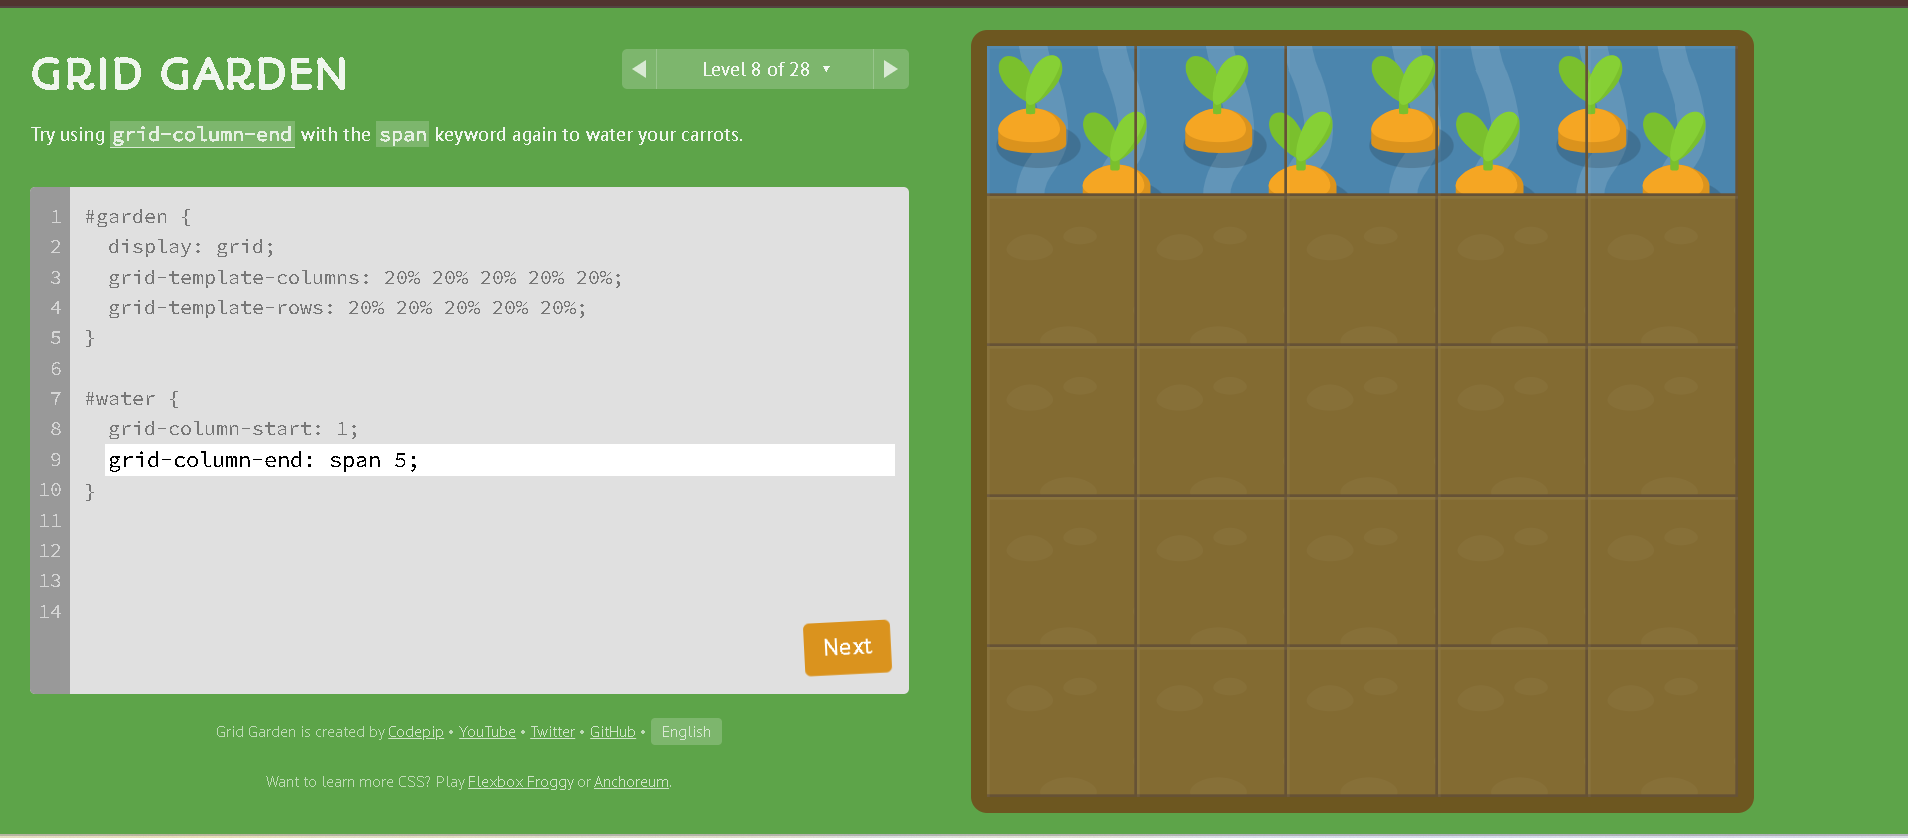 GRID GARDEN
Level 8 of 28 ▼
Try using grid-column-end with the span keyword again to water your carrots.
1 #garden {
2 display: grid;
3 grid-template-columns: 20% 20% 20% 20% 20%;
4 grid-template-rows: 20% 20% 20% 20% 20%;
5 }
6
7 #water {
8 grid-column-start: 1;
9 grid-column-end: span 5;
10 }
11
12
13
14
Next
Grid Garden is created by Codepip • YouTube • Twitter • GitHub • English
Want to learn more CSS? Play Flexbox Froggy or Anchoreum.